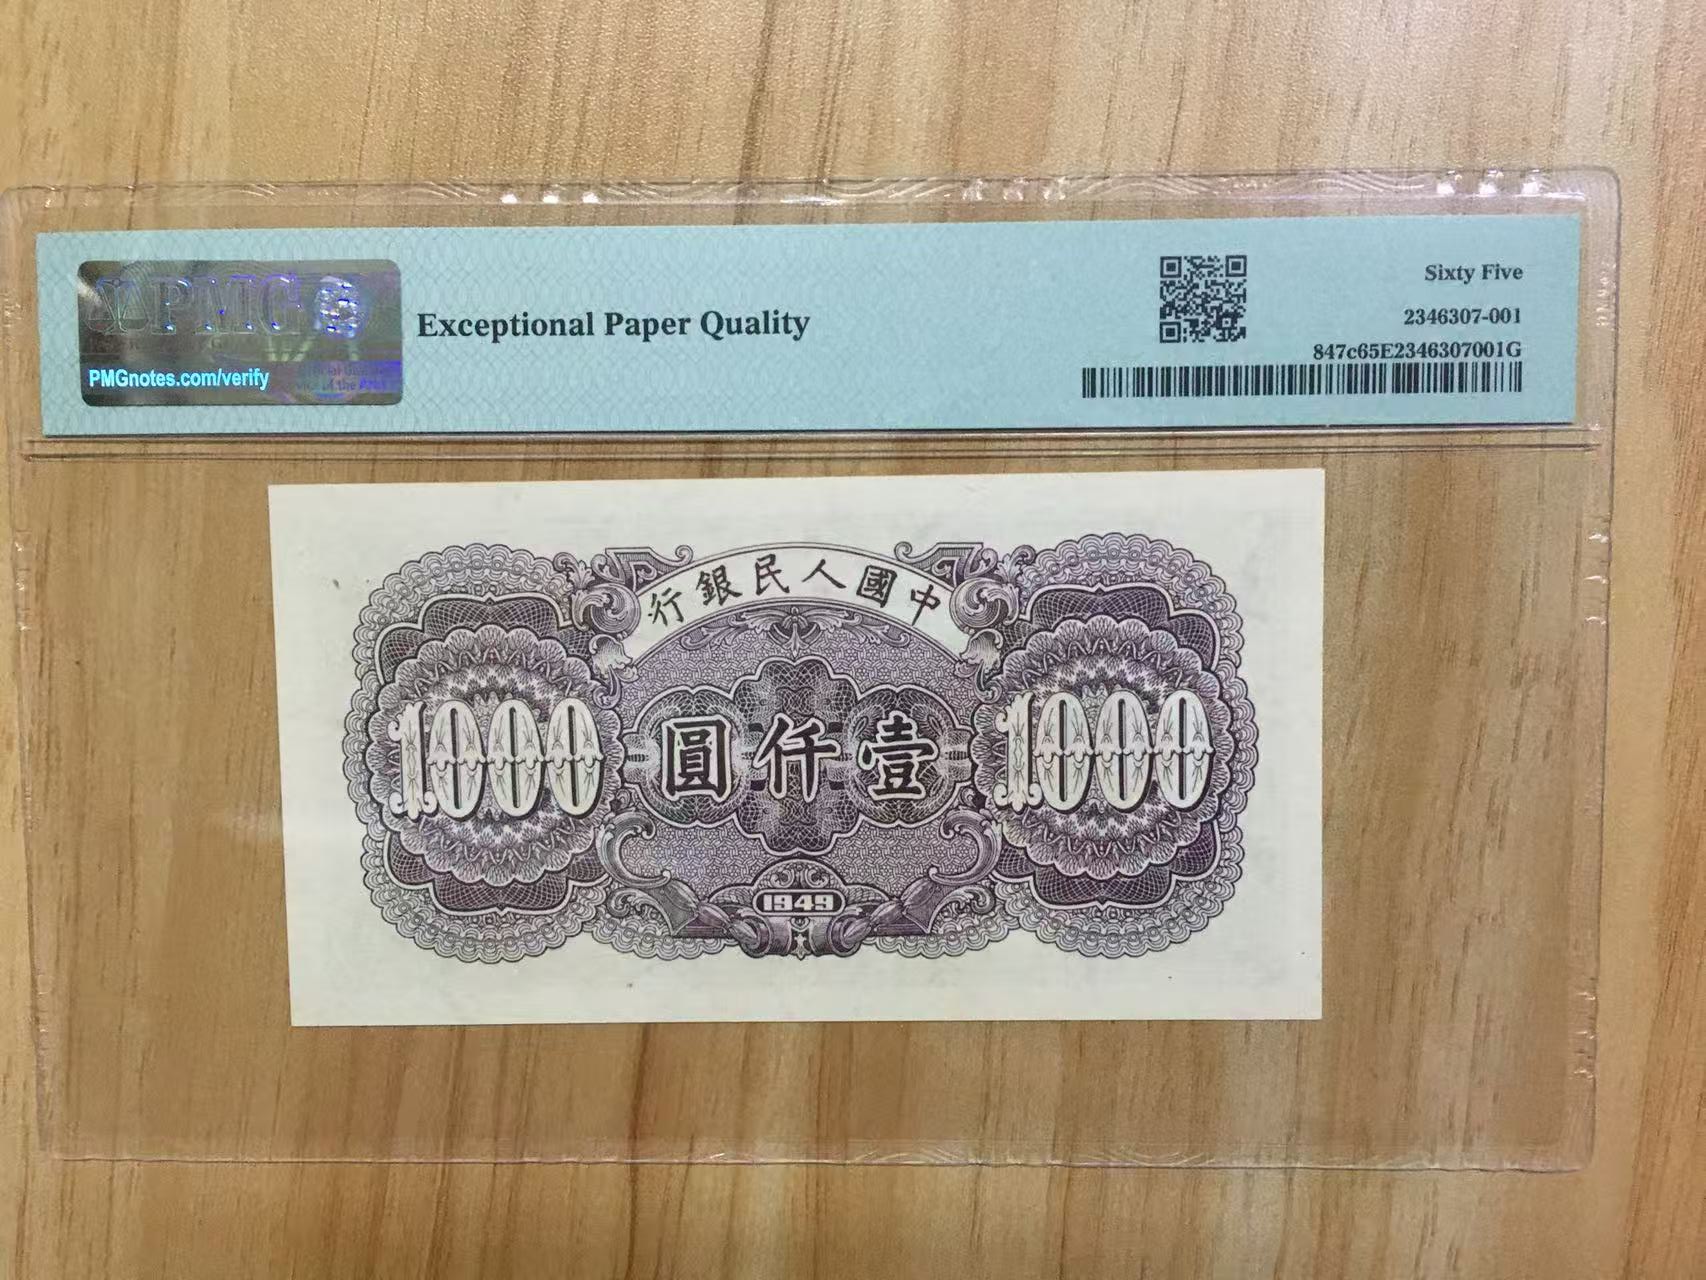 PMG
PMGnotes.com/verify
Exceptional Paper Quality
Sixty Five
2346307-001
847c65E2346307001G
行銀民人國中
1000
圓仟壹
1000
1949